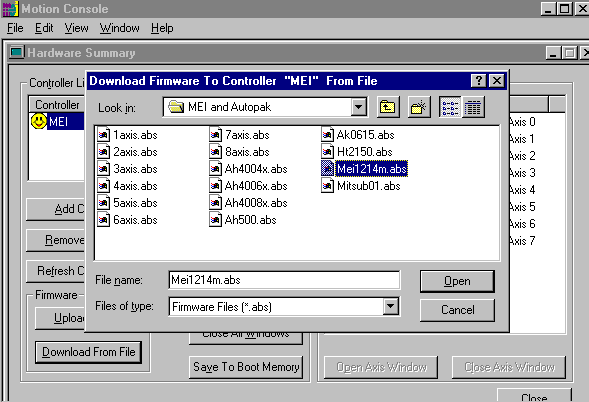 Motion Console
File Edit View Window Help
Hardware Summary
Controller Li
Controller
MEI
Download Firmware To Controller "MEI" From File
Look in: MEI and Autopak
1axis.abs 7axis.abs Ak0615.abs
2axis.abs 8axis.abs Ht2150.abs
3axis.abs Ah4004x.abs Mei1214m.abs
4axis.abs Ah4006x.abs Mitsub01.abs
5axis.abs Ah4008x.abs
6axis.abs Ah500.abs
File name: Mei1214m.abs Open
Files of type: Firmware Files (*.abs) Cancel
Axis 0
Axis 1
Axis 2
Axis 3
Axis 4
Axis 5
Axis 6
Axis 7
Add C
Remove
Refresh C
Firmware
Upload
Close All Windows
Download From File
Save To Boot Memory
Open Axis Window
Close Axis Window
Close